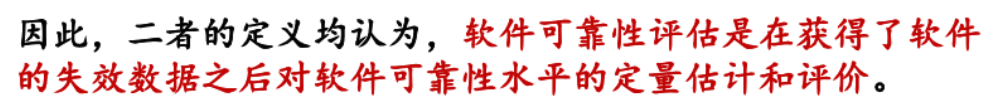 因此，二者的定义均认为，软件可靠性评估是在获得了软件
的失效数据之后对软件可靠性水平的定量估计和评价。